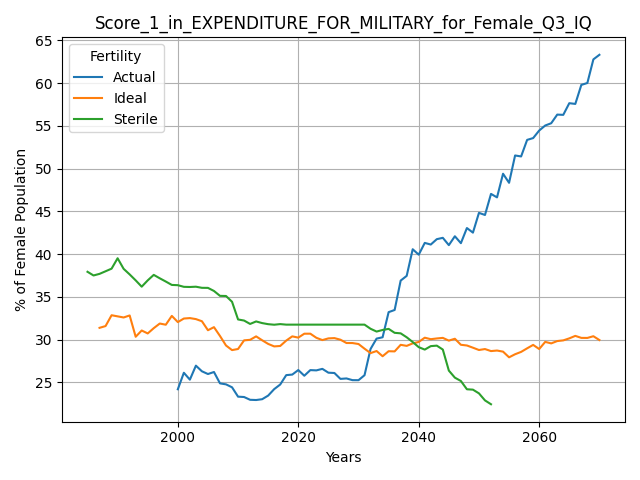 Score_1_in_EXPENDITURE_FOR_MILITARY_for_Female_Q3_IQ
Fertility
Actual
Ideal
Sterile
% of Female Population
65
60
55
50
45
40
35
30
25
2000
2020
2040
2060
Years